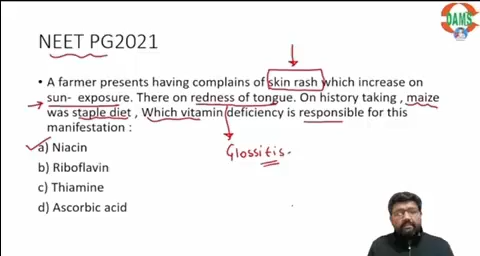 DAMS
NEET PG2021
• A farmer presents having complains of skin rash which increase on
sun- exposure. There on redness of tongue. On history taking , maize
was staple diet , Which vitamin deficiency is responsible for this
manifestation :
a) Niacin
Glossitis.
b) Riboflavin
c) Thiamine
d) Ascorbic acid